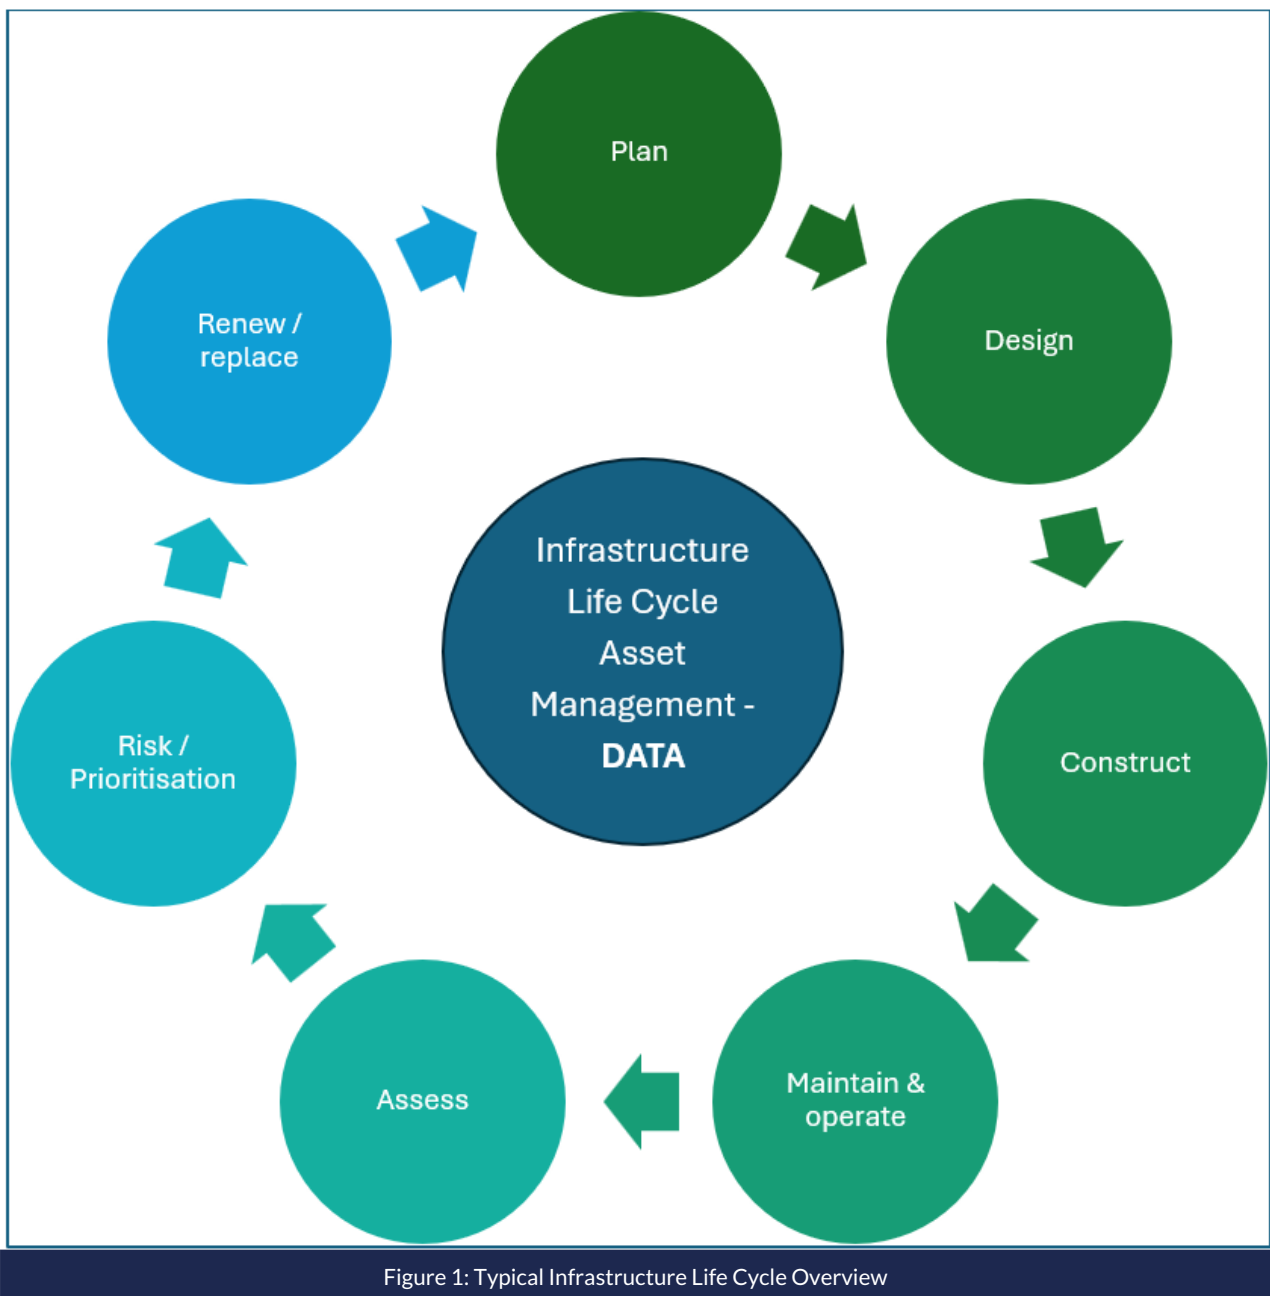 Plan
Design
Construct
Maintain &
operate
Assess
Risk /
Prioritisation
Renew /
replace
Infrastructure
Life Cycle
Asset
Management -
DATA
Figure 1: Typical Infrastructure Life Cycle Overview